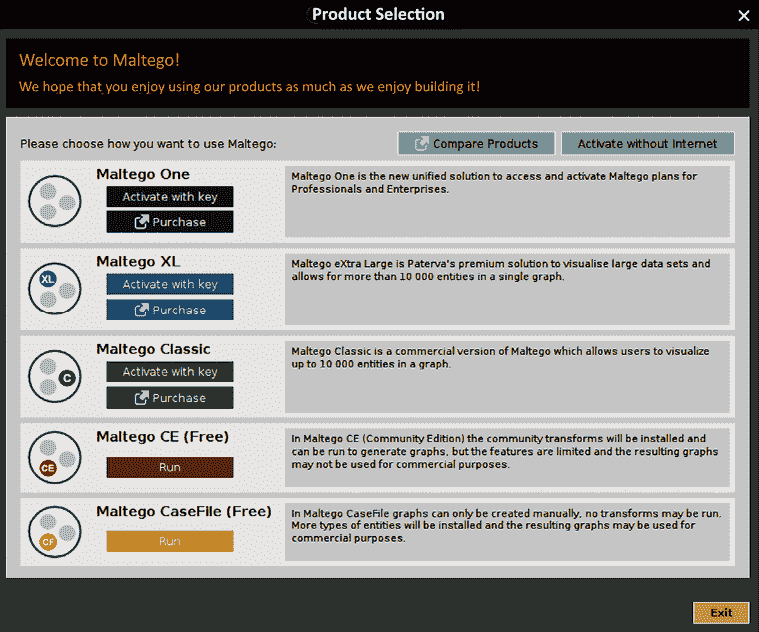 Product Selection
Welcome to Maltego!
We hope that you enjoy using our products as much as we enjoy building it!
Please choose how you want to use Maltego:
Compare Products
Activate without Internet
Maltego One
Activate with key
Purchase
Maltego One is the new unified solution to access and activate Maltego plans for
Professionals and Enterprises.
XL
Maltego XL
Activate with key
Purchase
Maltego eXtra Large is Paterva's premium solution to visualise large data sets and
allows for more than 10 000 entities in a single graph.
C
Maltego Classic
Activate with key
Purchase
Maltego Classic is a commercial version of Maltego which allows users to visualize
up to 10 000 entities in a graph.
CE
Maltego CE (Free)
Run
In Maltego CE (Community Edition) the community transforms will be installed and
can be run to generate graphs, but the features are limited and the resulting graphs
may not be used for commercial purposes.
CF
Maltego CaseFile (Free)
Run
In Maltego CaseFile graphs can only be created manually, no transforms may be run.
More types of entities will be installed and the resulting graphs may be used for
commercial purposes.
Exit